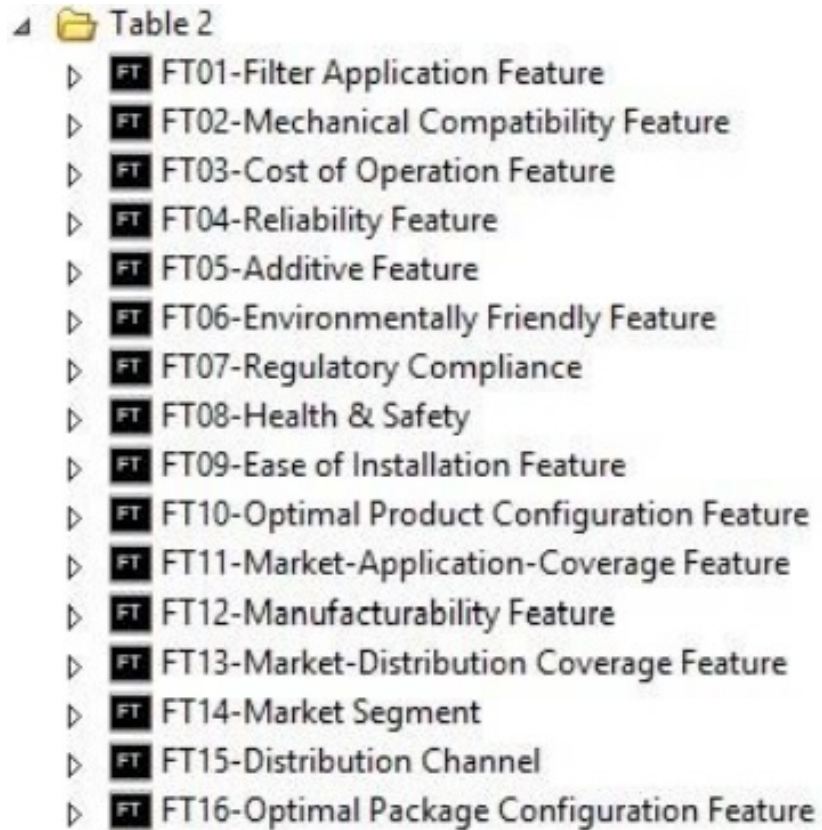 Table 2
FT FT01-Filter Application Feature
FT FT02-Mechanical Compatibility Feature
FT FT03-Cost of Operation Feature
FT FT04-Reliability Feature
FT FT05-Additive Feature
FT FT06-Environmentally Friendly Feature
FT FT07-Regulatory Compliance
FT FT08-Health & Safety
FT FT09-Ease of Installation Feature
FT FT10-Optimal Product Configuration Feature
FT FT11-Market-Application-Coverage Feature
FT FT12-Manufacturability Feature
FT FT13-Market-Distribution Coverage Feature
FT FT14-Market Segment
FT FT15-Distribution Channel
FT FT16-Optimal Package Configuration Feature